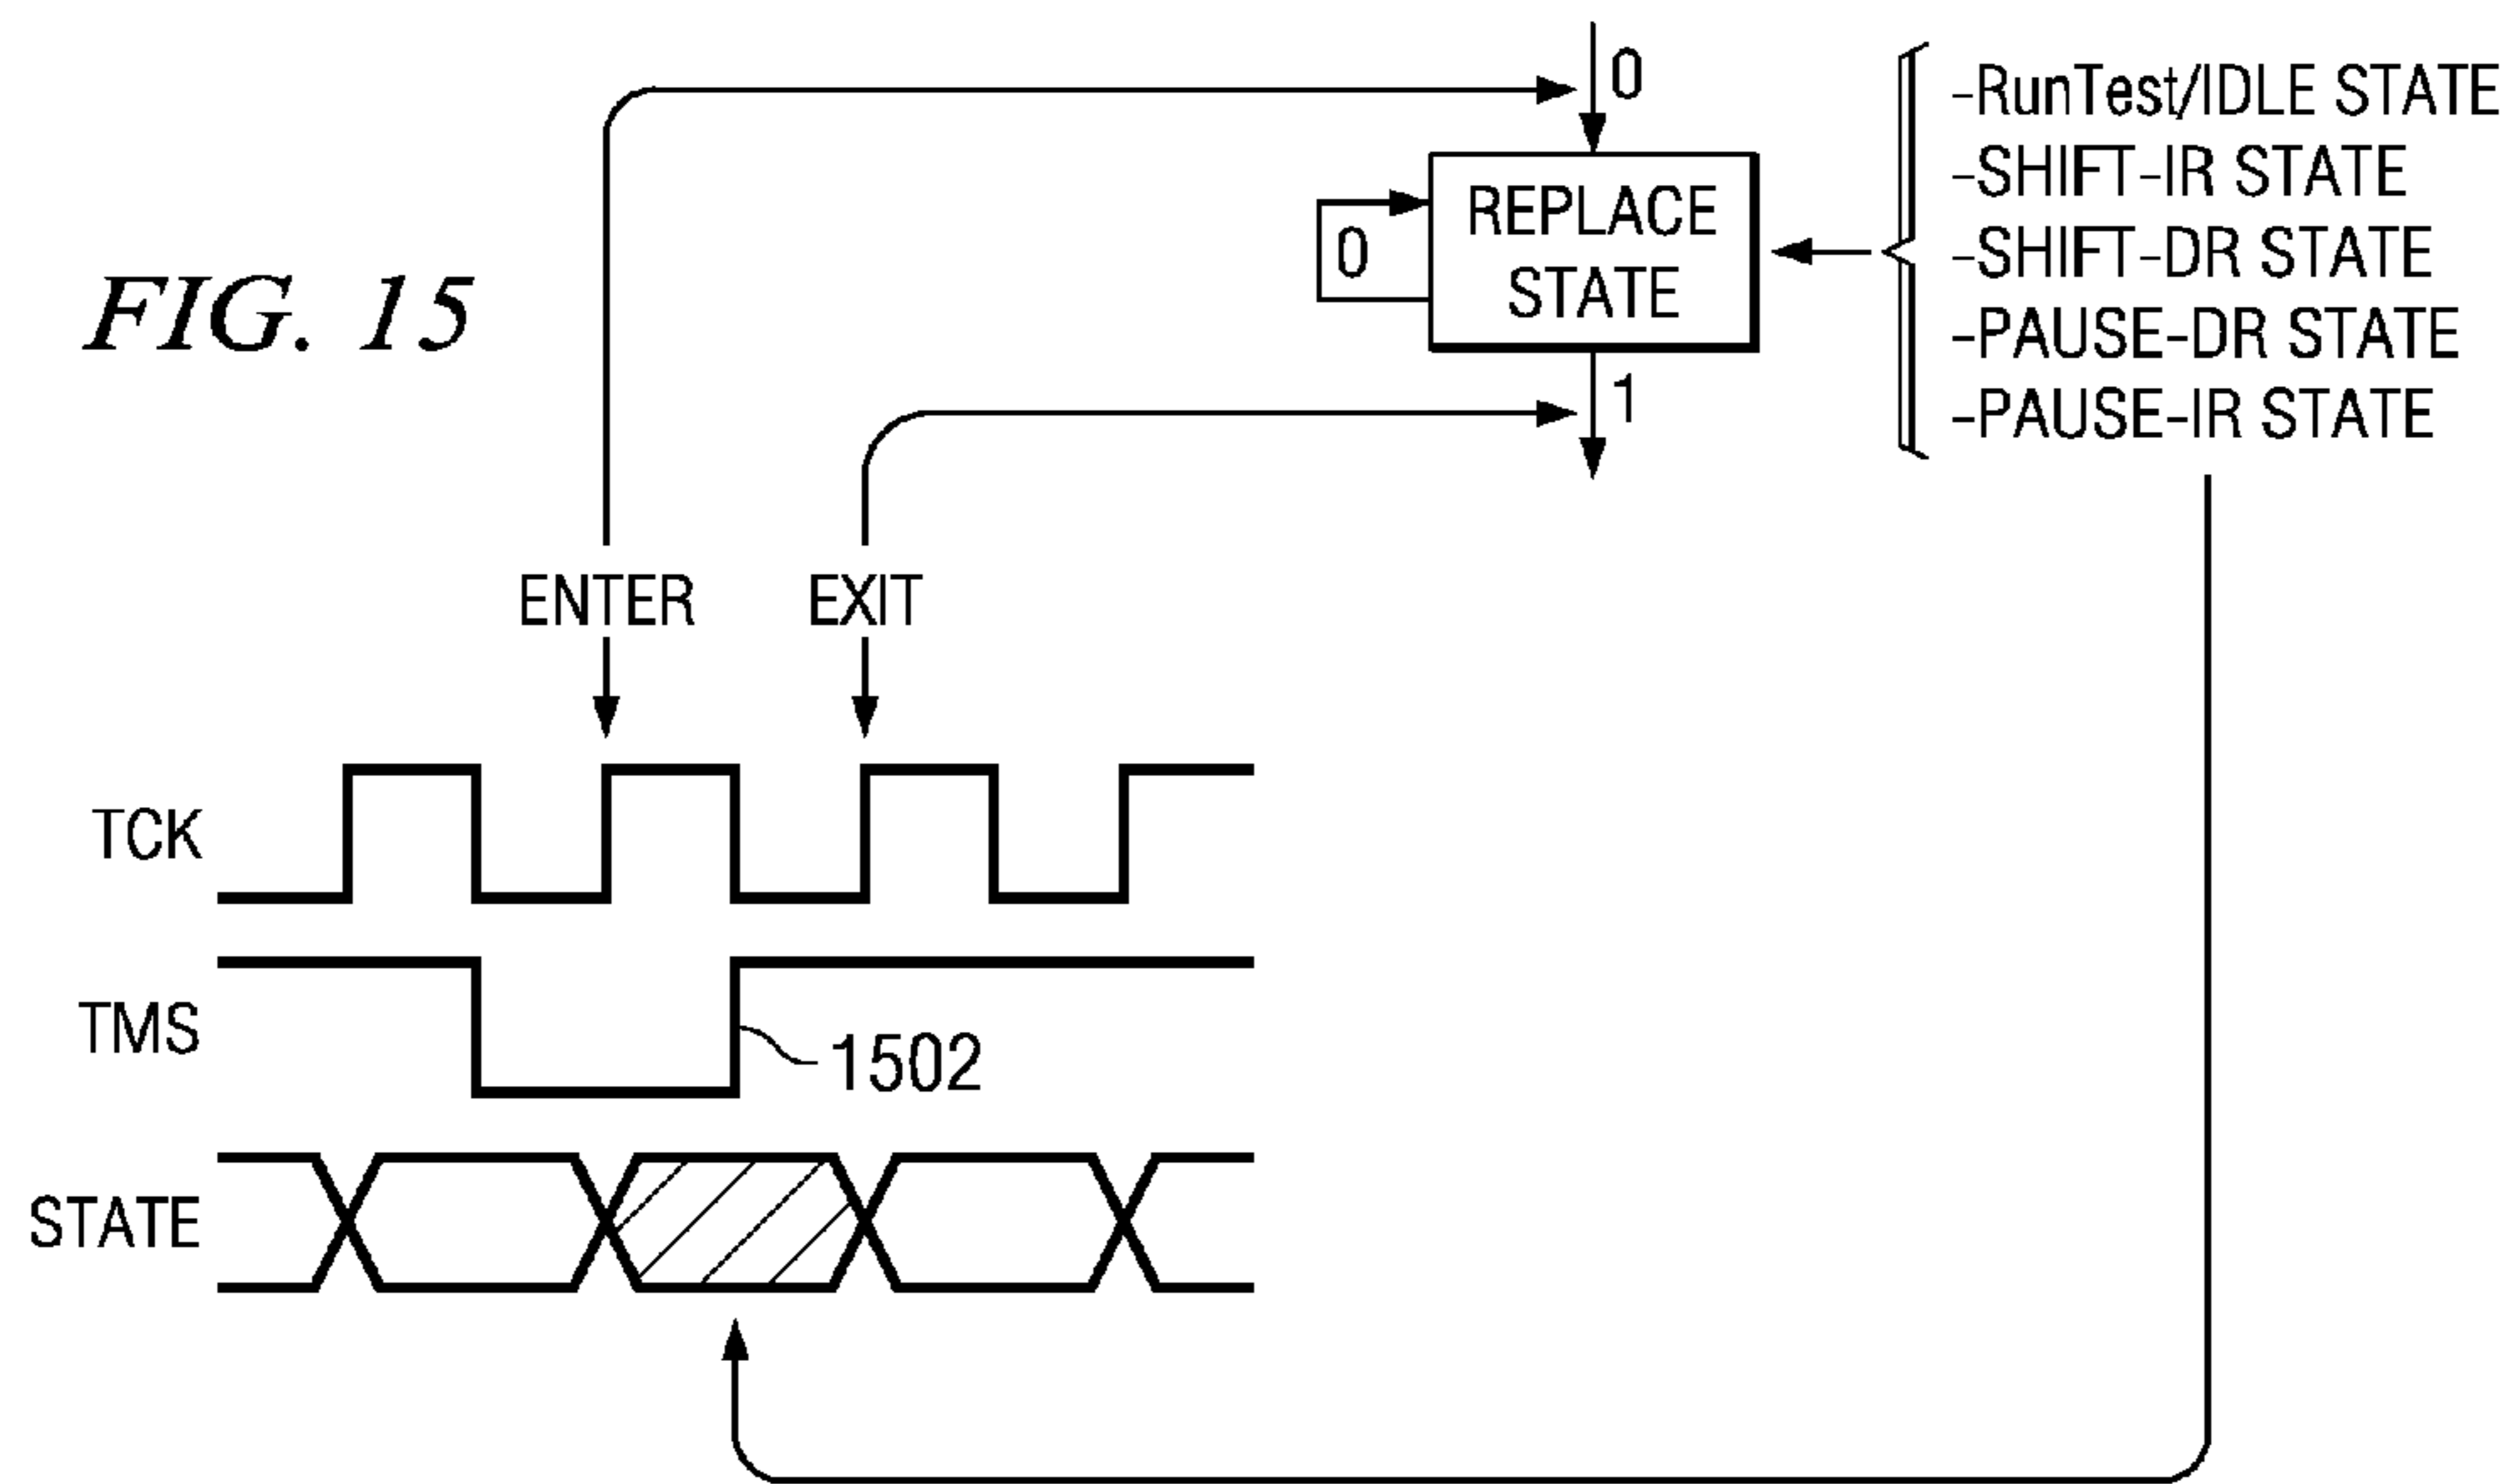 0
-RunTest/IDLE STATE
-SHIFT-IR STATE
-SHIFT-DR STATE
-PAUSE-DR STATE
-PAUSE-IR STATE
REPLACE
STATE
0
1
FIG. 15
ENTER
EXIT
TCK
TMS
1502
STATE